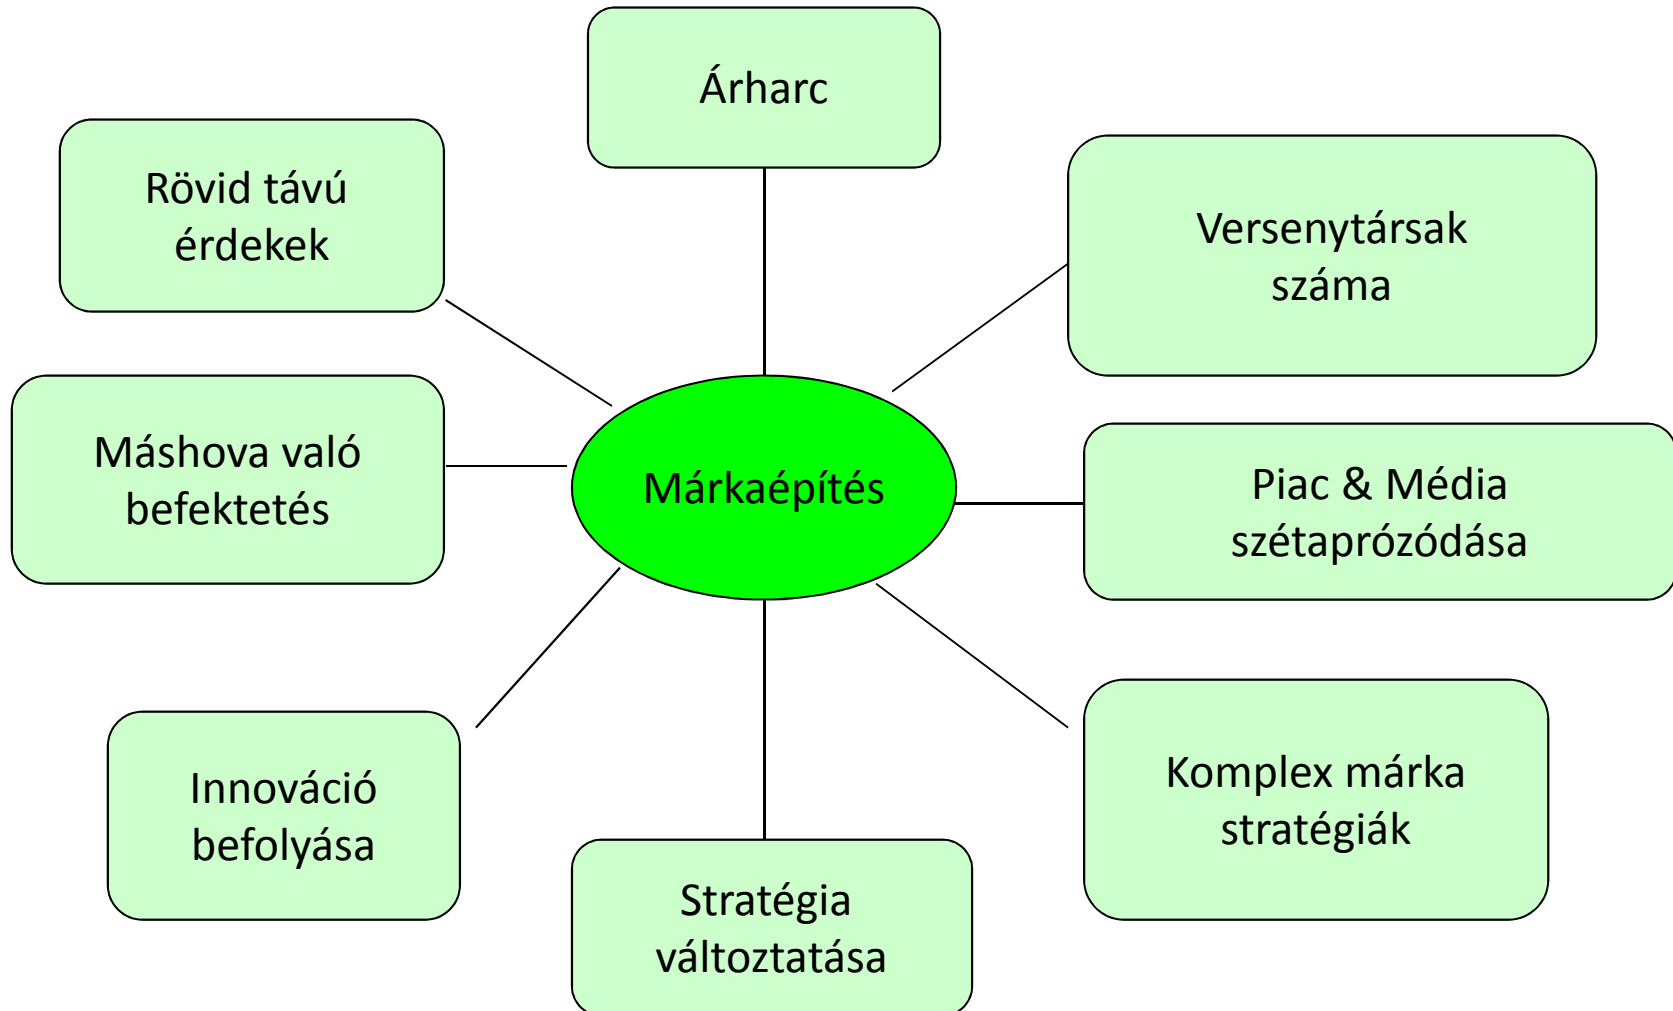 Árharc
Rövid távú
érdekek
Versenytársak
száma
Máshova való
befektetés
Márkaépítés
Piac & Média
szétaprózódása
Innováció
befolyása
Komplex márka
stratégiák
Stratégia
változtatása